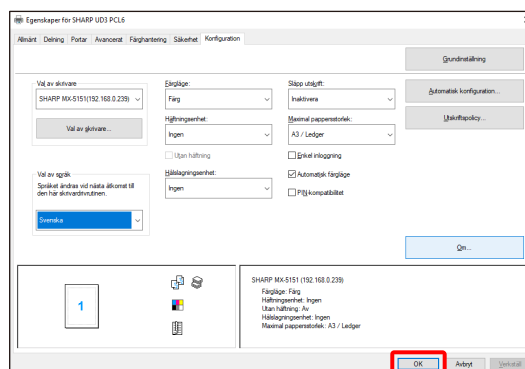 Egenskaper för SHARP UD3 PCL6
Allmänt Delning Portar Avancerat Färghantering Säkerhet Konfiguration
Grundinställning
Val av skrivare
SHARP MX-5151(192.168.0.239)
Val av skrivare...
Färgläge:
Färg
Släpp utskrift:
Inaktivera
Automatisk konfiguration...
Häftningsenhet:
Ingen
Maximal pappersstorlek:
A3 / Ledger
Utskriftspolicy...
Utan häftning
Enkel inloggning
Val av språk
Språket ändras vid nästa åtkomst till
den här skrivardrivrutinen.
Svenska
Hålslagningsenhet:
Ingen
Automatisk färgläge
PIN-kompatibilitet
Om...
1
SHARP MX-5151 (192.168.0.239)
Färgläge: Färg
Häftningsenhet: Ingen
Utan häftning: Av
Hålslagningsenhet: Ingen
Maximal pappersstorlek: A3 / Ledger
OK Avbryt Verkställ